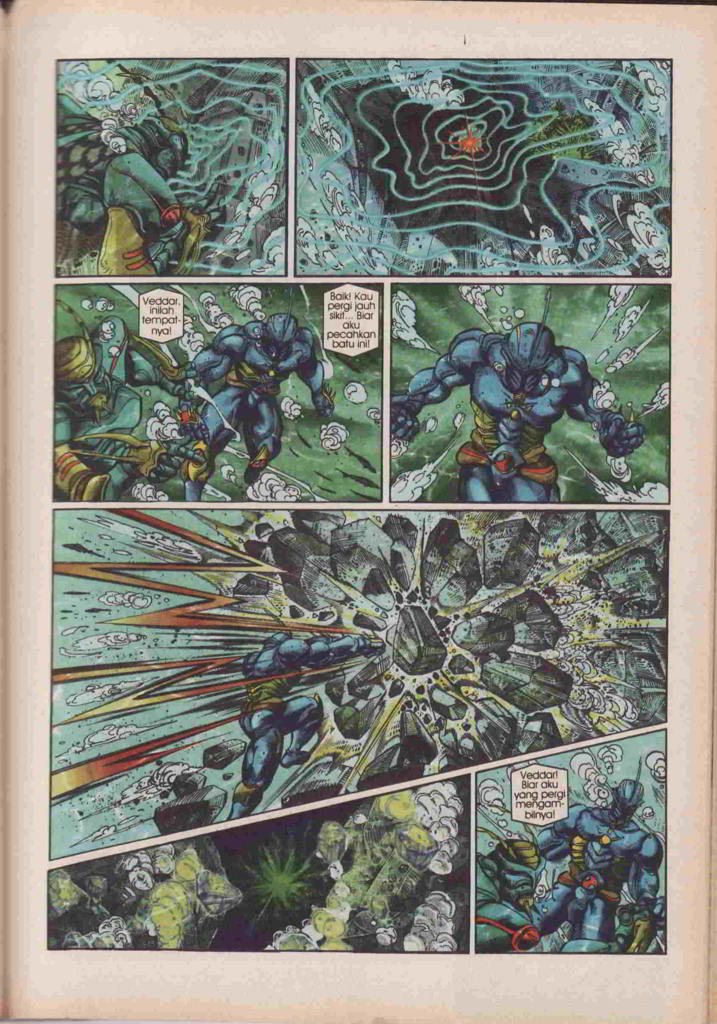 Veddar,
inilah
tempat-
nya!
Baik! Kau
pergi jauh
sikit... Biar
aku
pecahkan
batu ini!
Veddar!
Biar aku
yang pergi
mengam-
bilnya!